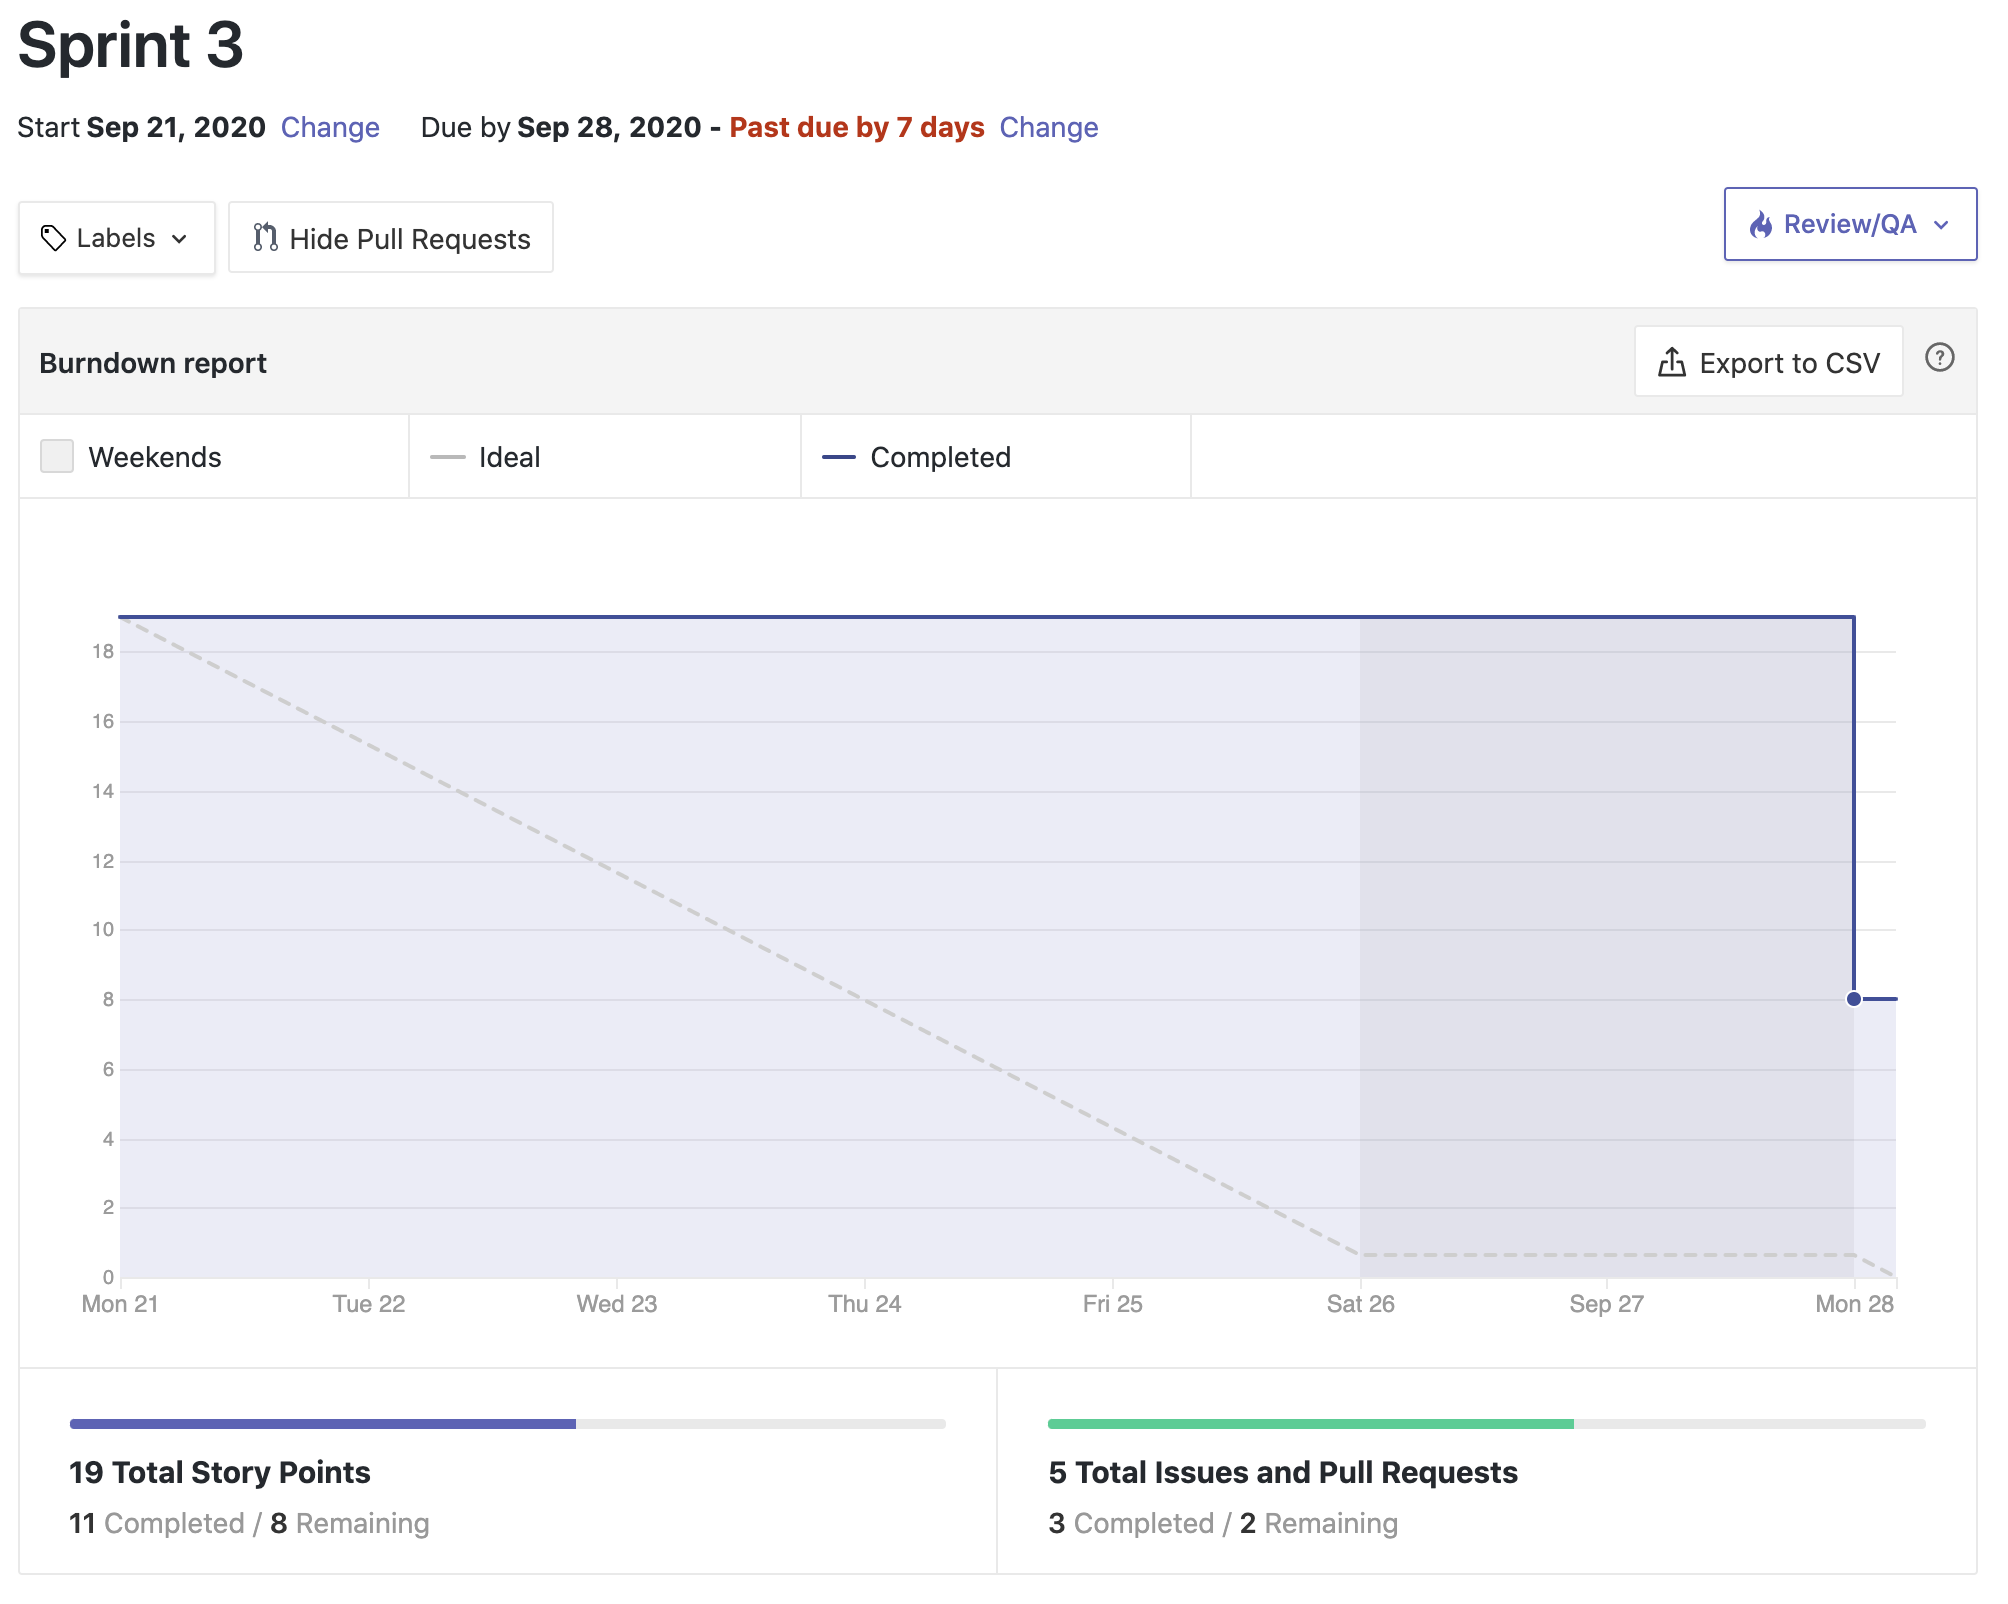 Sprint 3
Start Sep 21, 2020 Change Due by Sep 28, 2020 - Past due by 7 days Change
Labels Hide Pull Requests Review/QA
Burndown report Export to CSV ?
Weekends Ideal Completed
18
16
14
12
10
8
6
4
2
0
Mon 21 Tue 22 Wed 23 Thu 24 Fri 25 Sat 26 Sep 27 Mon 28
19 Total Story Points
11 Completed / 8 Remaining
5 Total Issues and Pull Requests
3 Completed / 2 Remaining